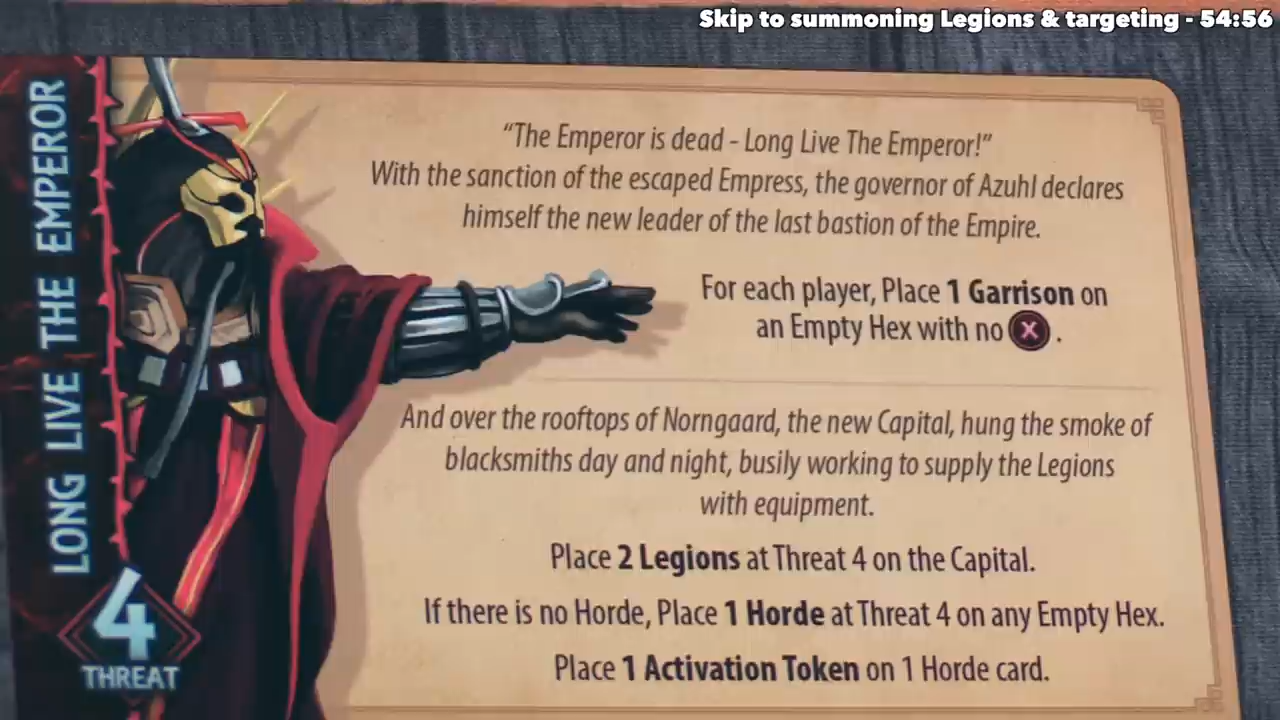 Skip to summoning Legions & targeting - 54:56
LONG LIVE THE EMPEROR
“The Emperor is dead - Long Live The Emperor!”
With the sanction of the escaped Empress, the governor of Azuhl declares
himself the new leader of the last bastion of the Empire.
For each player, Place 1 Garrison on
an Empty Hex with no X.
And over the rooftops of Norngaard, the new Capital, hung the smoke of
blacksmiths day and night, busily working to supply the Legions
with equipment.
Place 2 Legions at Threat 4 on the Capital.
If there is no Horde, Place 1 Horde at Threat 4 on any Empty Hex.
Place 1 Activation Token on 1 Horde card.
4
THREAT